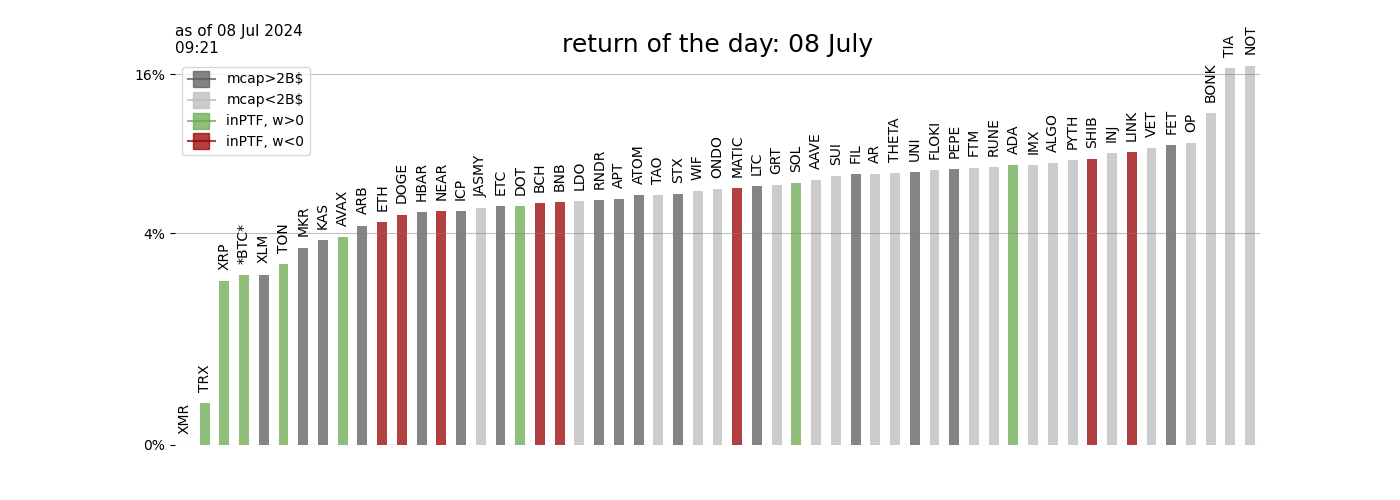 as of 08 Jul 2024
09:21
return of the day: 08 July
16%
4%
0%
mcap>2B$
mcap<2B$
inPTF, w>0
inPTF, w<0
XMR
TRX
XRP
*BTC*
XLM
TON
MKR
KAS
AVAX
ARB
ETH
DOGE
HBAR
NEAR
ICP
JASMY
ETC
DOT
BCH
BNB
LDO
RNDR
APT
ATOM
TAO
STX
WIF
ONDO
MATIC
LTC
GRT
SOL
AAVE
SUI
FIL
AR
THETA
UNI
FLOKI
PEPE
FTM
RUNE
ADA
IMX
ALGO
PYTH
SHIB
INJ
LINK
VET
FET
OP
BONK
TIA
NOT